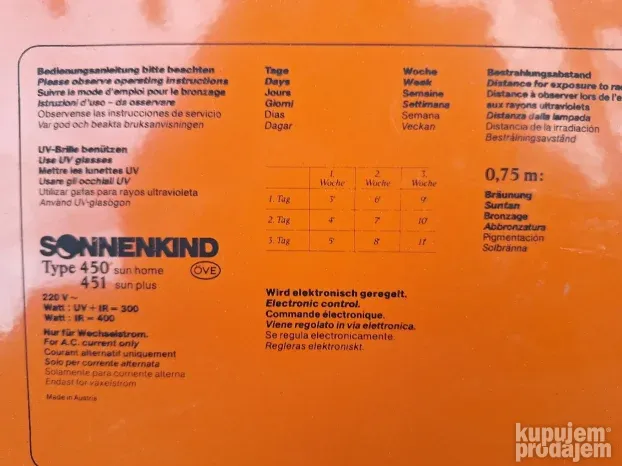 Bedienungsanleitung bitte beachten
Please observe operating instructions
Suivre le mode d'emploi pour le bronzage
Istruzioni d'uso - da osservare
Observense las instrucciones de servicio
Var god och beakta bruksanvisningen
Tage
Days
Jours
Giorni
Dias
Dagar
Woche
Week
Semaine
Settimana
Semana
Veckan
Bestrahlungsabstand
Distance for exposure to ra
Distance à observer lors de l'e
aux rayons ultraviolets
Distanza dalla lampada
Distancia de la irradiación
Bestrålningsavstånd
UV-Brille benützen
Use UV glasses
Mettre les lunettes UV
Usare gli occhiali UV
Utilizar gafas para rayos ultravioleta
Använd UV-glasögon
1. Woche 2. Woche 3. Woche
1. Tag 3' 6' 9'
2. Tag 4' 7' 10'
3. Tag 5' 8' 11'
0,75 m:
Bräunung
Suntan
Bronzage
Abbronzatura
Pigmentación
Solbränna
SONNENKIND
Type 450 sun home
451 sun plus
ÖVE
220 V~
Watt: UV + IR = 300
Watt: IR = 400
Nur für Wechselstrom.
For A.C. current only
Courant alternatif uniquement
Solo per corrente alternata
Solamente para corriente alterne
Endast for växelstrom
Made in Austria
Wird elektronisch geregelt.
Electronic control.
Commande électronique.
Viene regolato in via elettronica.
Se regula electronicamente.
Regleras elektroniskt.
kupujem
prodajem